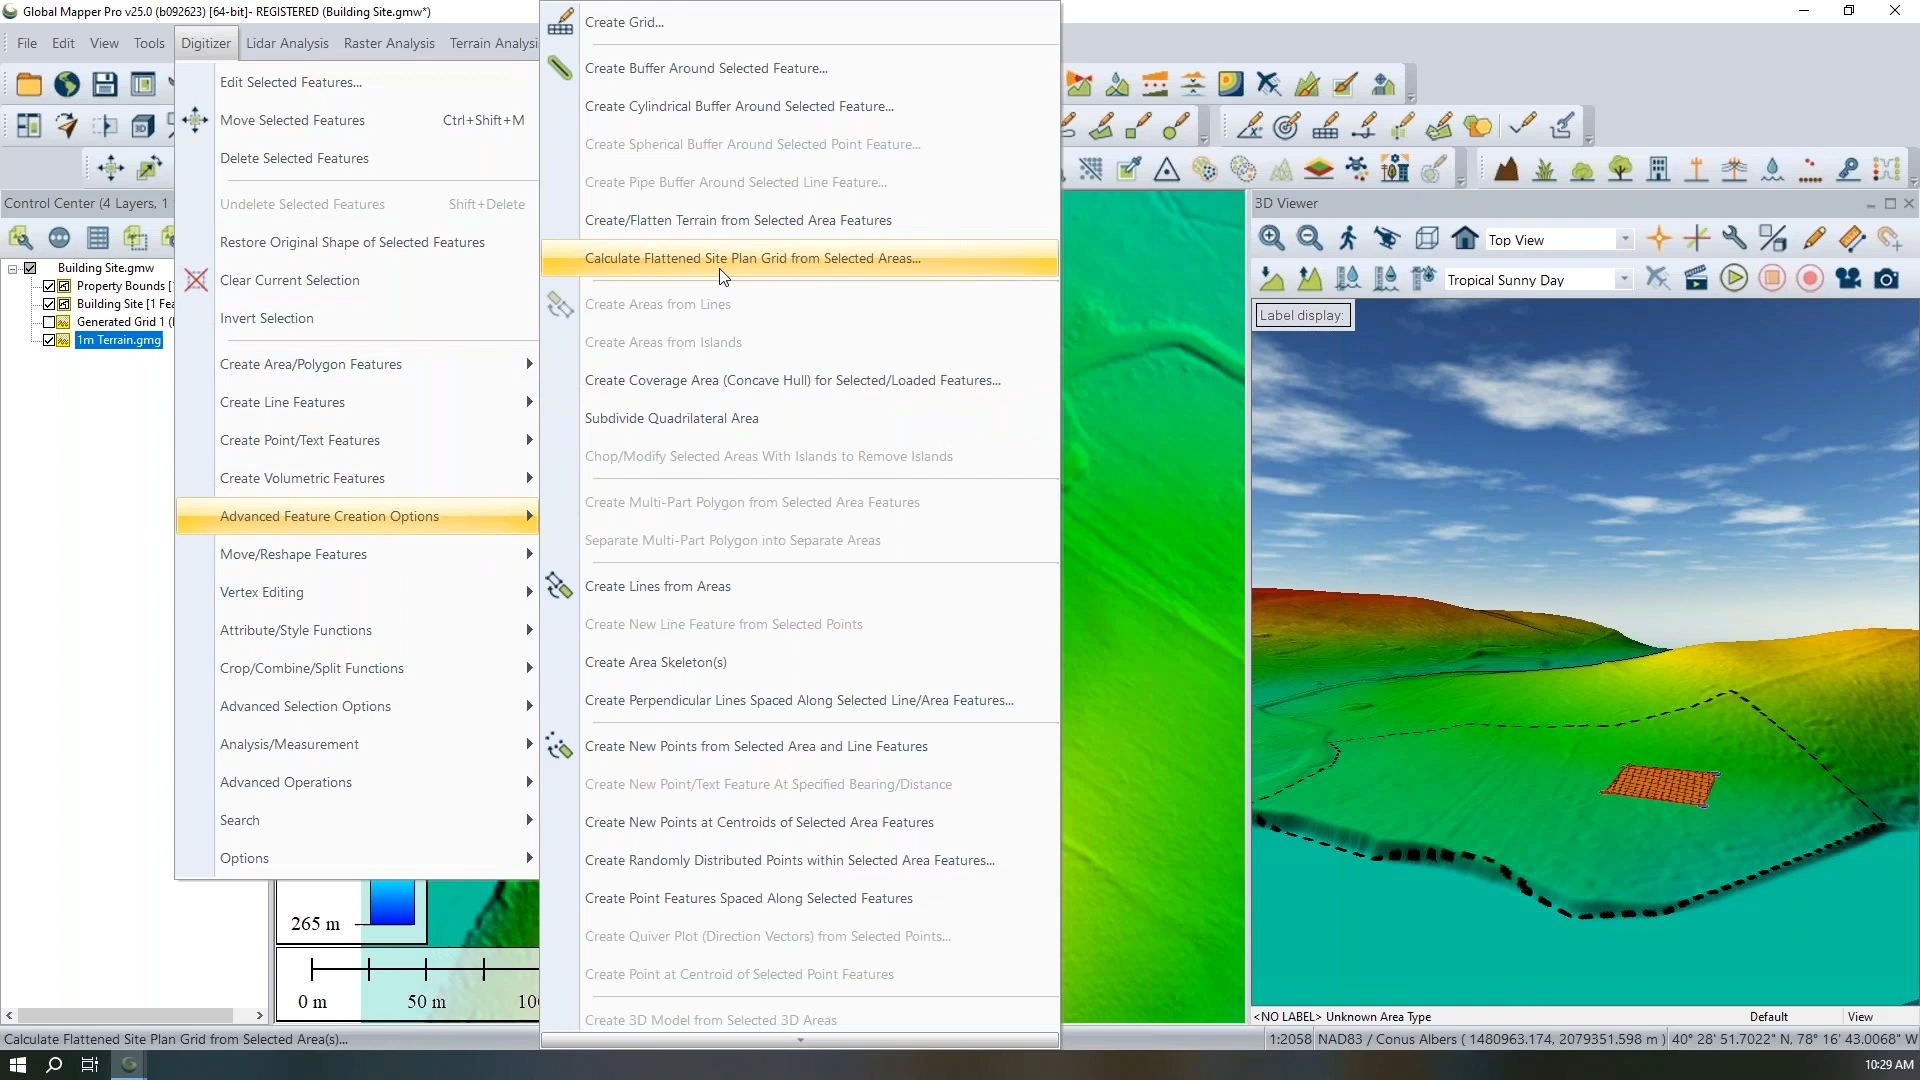 Global Mapper Pro v25.0 (b092623) [64-bit]- REGISTERED (Building Site.gmw*)
File Edit View Tools Digitizer Lidar Analysis Raster Analysis Terrain Analysi
Edit Selected Features...
Move Selected Features Ctrl+Shift+M
Delete Selected Features
Undelete Selected Features Shift+Delete
Restore Original Shape of Selected Features
Clear Current Selection
Invert Selection
Create Area/Polygon Features
Create Line Features
Create Point/Text Features
Create Volumetric Features
Advanced Feature Creation Options
Move/Reshape Features
Vertex Editing
Attribute/Style Functions
Crop/Combine/Split Functions
Advanced Selection Options
Analysis/Measurement
Advanced Operations
Search
Options
Create Grid...
Create Buffer Around Selected Feature...
Create Cylindrical Buffer Around Selected Feature...
Create Spherical Buffer Around Selected Point Feature...
Create Pipe Buffer Around Selected Line Feature...
Create/Flatten Terrain from Selected Area Features
Calculate Flattened Site Plan Grid from Selected Areas...
Create Areas from Lines
Create Areas from Islands
Create Coverage Area (Concave Hull) for Selected/Loaded Features...
Subdivide Quadrilateral Area
Chop/Modify Selected Areas With Islands to Remove Islands
Create Multi-Part Polygon from Selected Area Features
Separate Multi-Part Polygon into Separate Areas
Create Lines from Areas
Create New Line Feature from Selected Points
Create Area Skeleton(s)
Create Perpendicular Lines Spaced Along Selected Line/Area Features...
Create New Points from Selected Area and Line Features
Create New Point/Text Feature At Specified Bearing/Distance
Create New Points at Centroids of Selected Area Features
Create Randomly Distributed Points within Selected Area Features...
Create Point Features Spaced Along Selected Features
Create Quiver Plot (Direction Vectors) from Selected Points...
Create Point at Centroid of Selected Point Features
Create 3D Model from Selected 3D Areas
Control Center (4 Layers, 1
Building Site.gmw
Property Bounds [
Building Site [1 Fea
Generated Grid 1 (
1m Terrain.gmg
265 m
0 m 50 m 10
3D Viewer
Top View
Tropical Sunny Day
Label display:
<NO LABEL> Unknown Area Type Default View
Calculate Flattened Site Plan Grid from Selected Area(s)...
1:2058 NAD83 / Conus Albers ( 1480963.174, 2079351.598 m ) 40° 28' 51.7022" N, 78° 16' 43.0068" W
10:29 AM